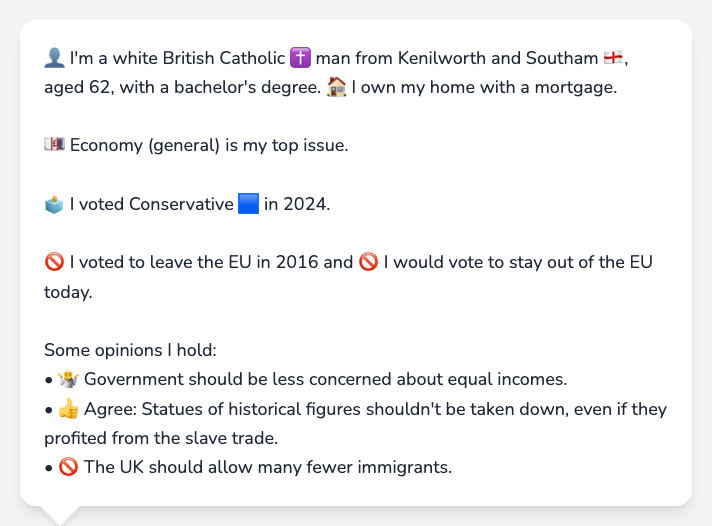 👤 I'm a white British Catholic ✝️ man from Kenilworth and Southam 🏴󠁧󠁢󠁥󠁮󠁧󠁿,
aged 62, with a bachelor's degree. 🏠 I own my home with a mortgage.
💷 Economy (general) is my top issue.
🗳️ I voted Conservative 🟦 in 2024.
🚫 I voted to leave the EU in 2016 and 🚫 I would vote to stay out of the EU
today.
Some opinions I hold:
• 🤷 Government should be less concerned about equal incomes.
• 👍 Agree: Statues of historical figures shouldn't be taken down, even if they
profited from the slave trade.
• 🚫 The UK should allow many fewer immigrants.